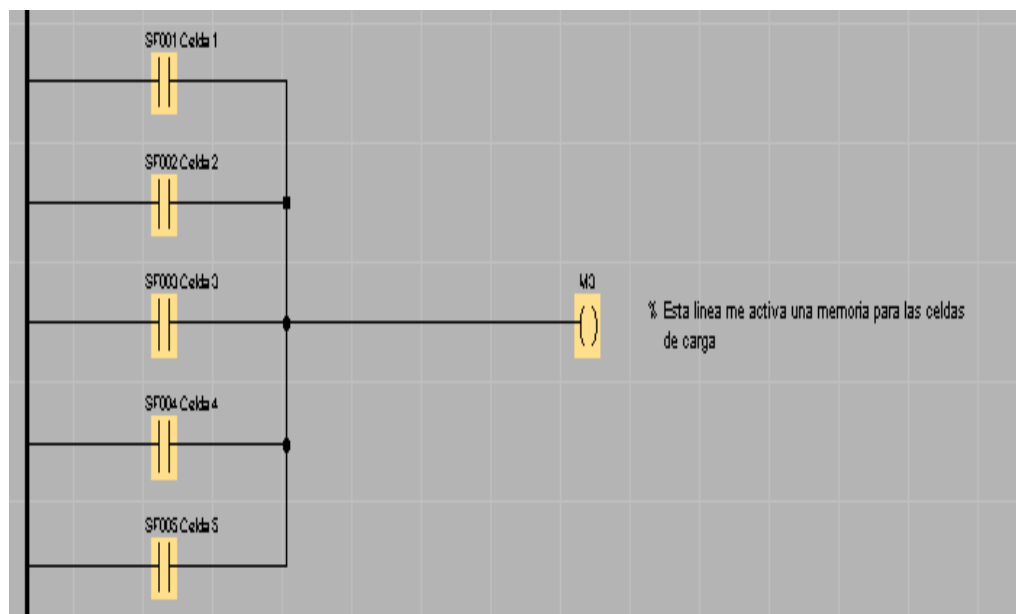 SF001 Celda 1
SF002 Celda 2
SF003 Celda 3
M0
% Esta linea me activa una memoria para las celdas
de carga
SF004 Celda 4
SF005 Celda 5